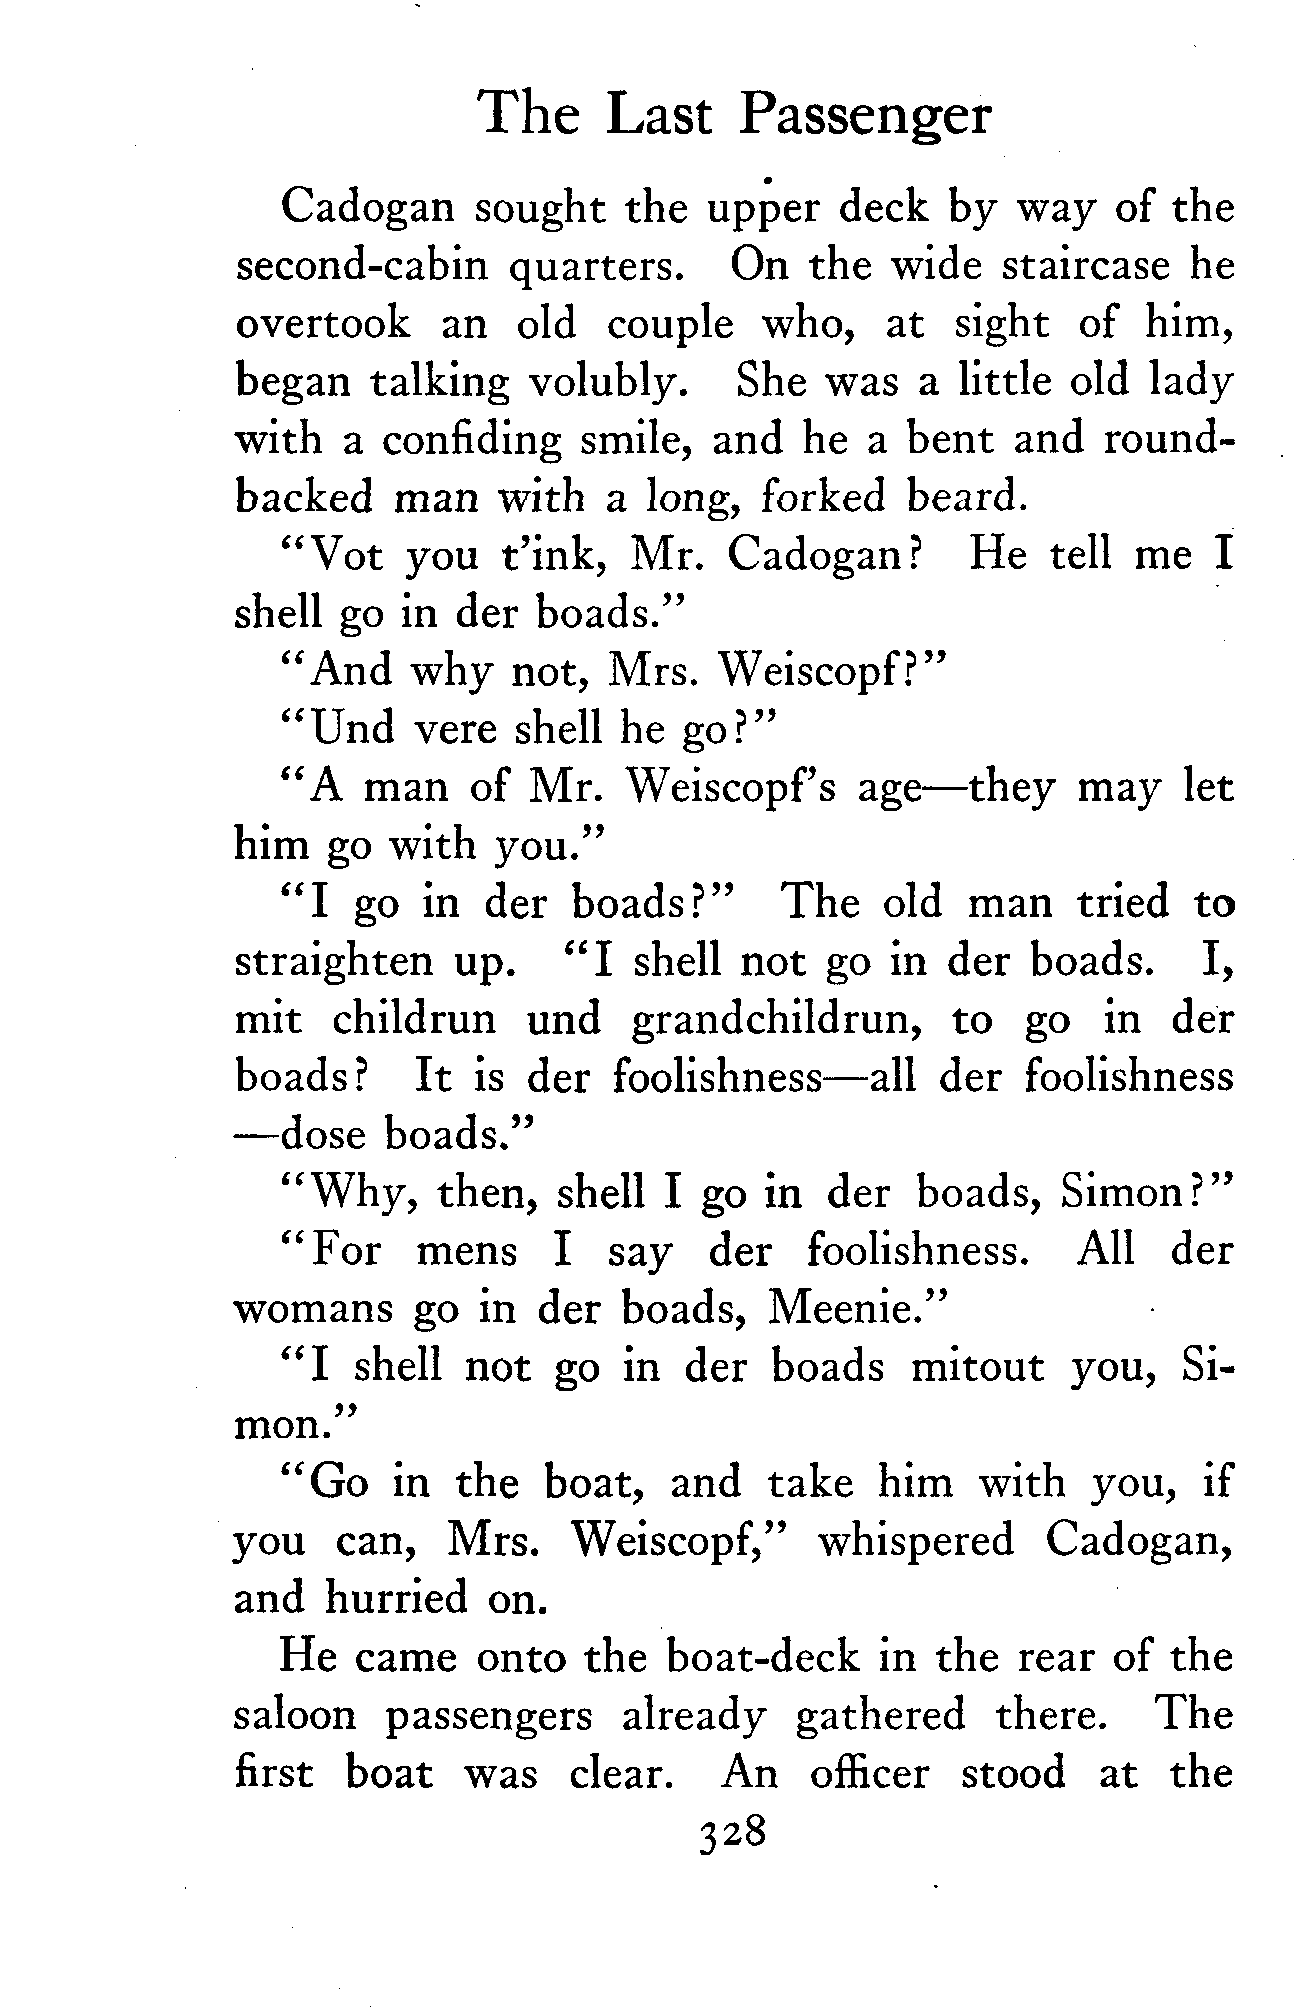 The Last Passenger
Cadogan sought the upper deck by way of the
second-cabin quarters. On the wide staircase he
overtook an old couple who, at sight of him,
began talking volubly. She was a little old lady
with a confiding smile, and he a bent and round-
backed man with a long, forked beard.
“Vot you t’ink, Mr. Cadogan? He tell me I
shell go in der boads.”
“And why not, Mrs. Weiscopf?”
“Und vere shell he go?”
“A man of Mr. Weiscopf’s age—they may let
him go with you.”
“I go in der boads?” The old man tried to
straighten up. “I shell not go in der boads. I,
mit childrun und grandchildrun, to go in der
boads? It is der foolishness—all der foolishness
—dose boads.”
“Why, then, shell I go in der boads, Simon?”
“For mens I say der foolishness. All der
womans go in der boads, Meenie.”
“I shell not go in der boads mitout you, Si-
mon.”
“Go in the boat, and take him with you, if
you can, Mrs. Weiscopf,” whispered Cadogan,
and hurried on.
He came onto the boat-deck in the rear of the
saloon passengers already gathered there. The
first boat was clear. An officer stood at the
328